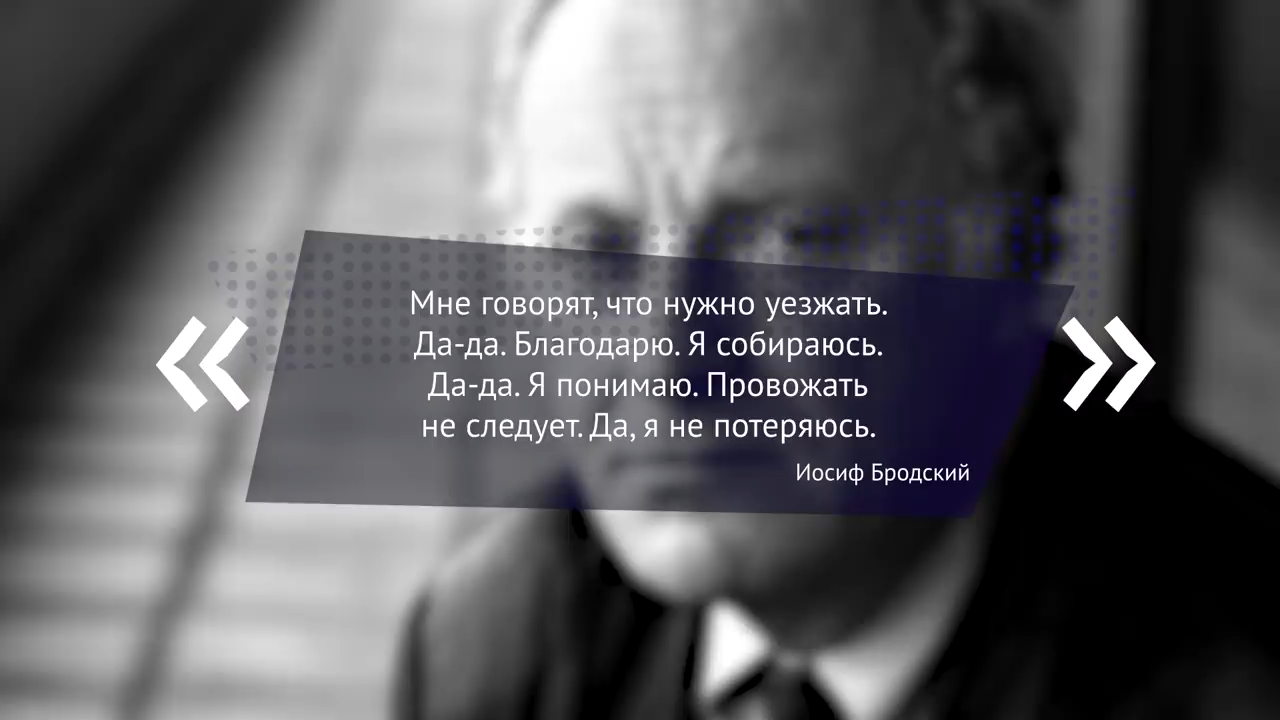 Мне говорят, что нужно уезжать.
Да-да. Благодарю. Я собираюсь.
Да-да. Я понимаю. Провожать
не следует. Да, я не потеряюсь.
Иосиф Бродский